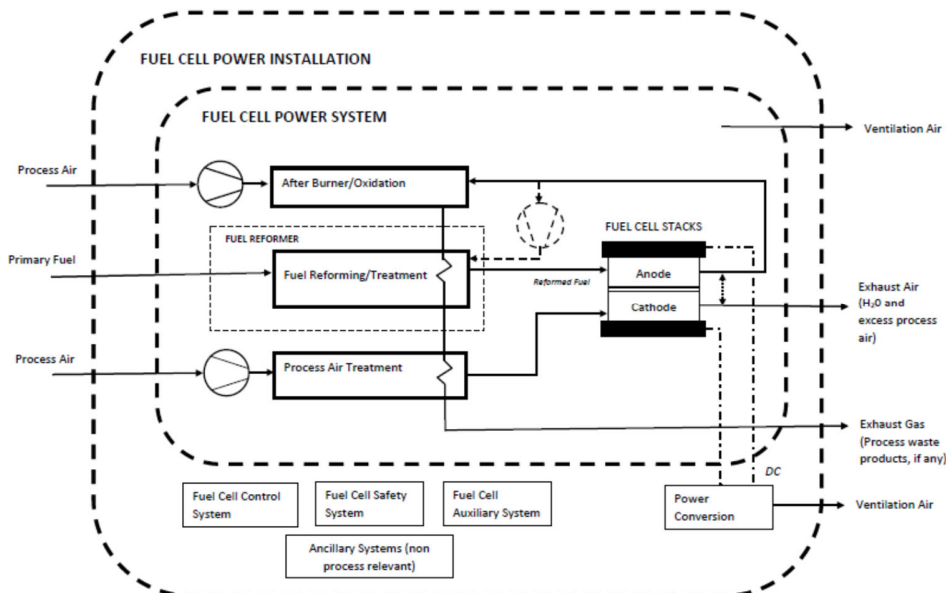 FUEL CELL POWER INSTALLATION
FUEL CELL POWER SYSTEM
Ventilation Air
Process Air
After Burner/Oxidation
FUEL REFORMER
FUEL CELL STACKS
Primary Fuel
Fuel Reforming/Treatment
Reformed Fuel
Anode
Cathode
Exhaust Air
(H₂0 and
excess process
air)
Process Air
Process Air Treatment
Exhaust Gas
(Process waste
products, if any)
DC
Fuel Cell Control
System
Fuel Cell Safety
System
Fuel Cell
Auxiliary System
Power
Conversion
Ventilation Air
Ancillary Systems (non
process relevant)